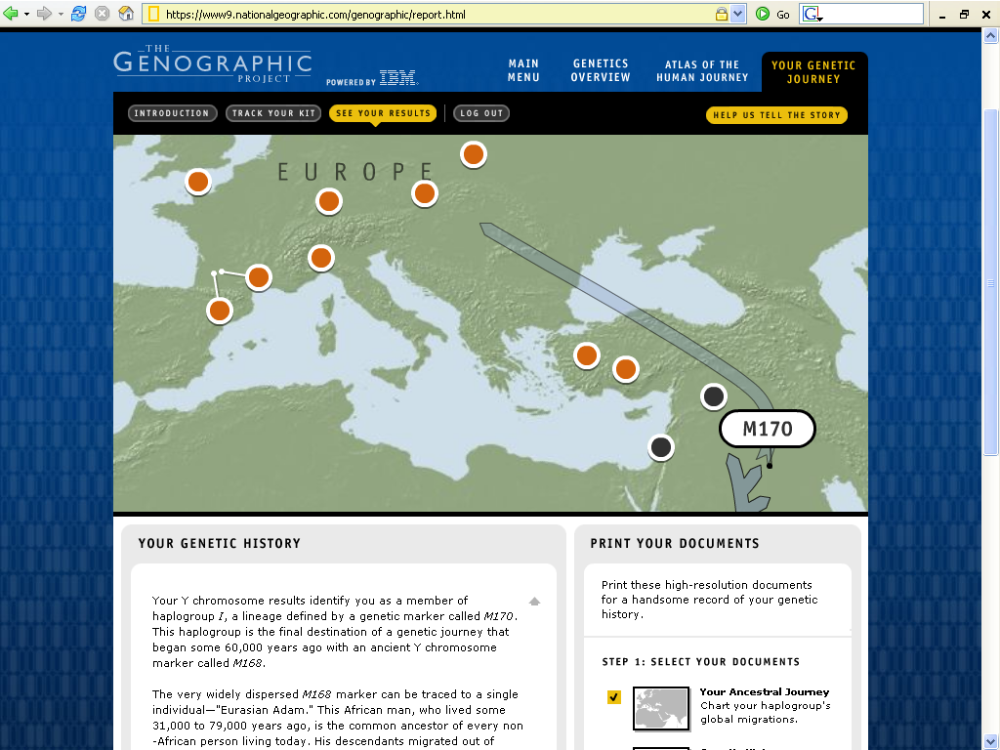 https://www9.nationalgeographic.com/genographic/report.html
Go
G
THE
GENOGRAPHIC
PROJECT
POWERED BY IBM
MAIN
MENU
GENETICS
OVERVIEW
ATLAS OF THE
HUMAN JOURNEY
YOUR GENETIC
JOURNEY
INTRODUCTION
TRACK YOUR KIT
SEE YOUR RESULTS
LOG OUT
HELP US TELL THE STORY
EUROPE
M170
YOUR GENETIC HISTORY
Your Y chromosome results identify you as a member of
haplogroup I, a lineage defined by a genetic marker called M170.
This haplogroup is the final destination of a genetic journey that
began some 60,000 years ago with an ancient Y chromosome
marker called M168.
The very widely dispersed M168 marker can be traced to a single
individual—"Eurasian Adam." This African man, who lived some
31,000 to 79,000 years ago, is the common ancestor of every non
-African person living today. His descendants migrated out of
PRINT YOUR DOCUMENTS
Print these high-resolution documents
for a handsome record of your genetic
history.
STEP 1: SELECT YOUR DOCUMENTS
Your Ancestral Journey
Chart your haplogroup's
global migrations.